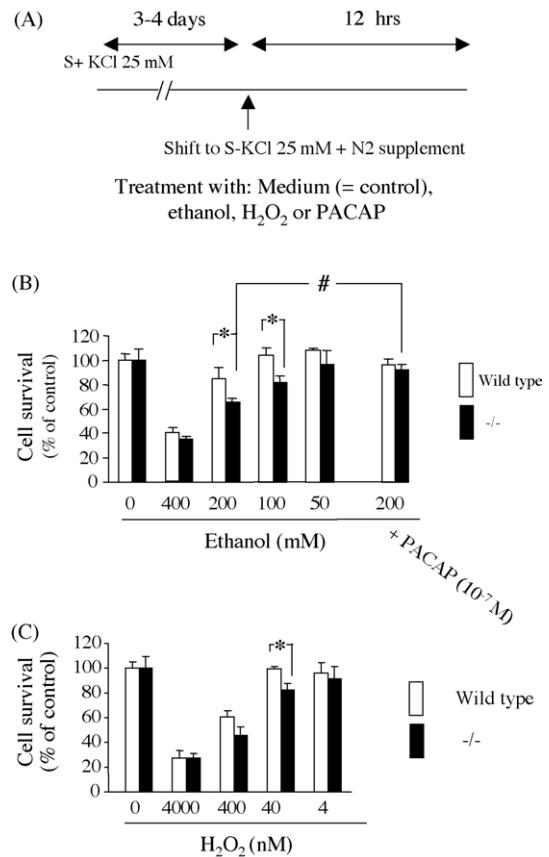 (A)
3-4 days
12 hrs
S+ KCl 25 mM
Shift to S-KCl 25 mM + N2 supplement
Treatment with: Medium (= control),
ethanol, H₂O₂ or PACAP
(B)
#
*
*
120
100
80
60
40
20
0
Cell survival
(% of control)
Wild type
-/-
0 400 200 100 50 200
Ethanol (mM)
+ PACAP (10⁻⁷ M)
(C)
*
120
100
80
60
40
20
0
Cell survival
(% of control)
Wild type
-/-
0 4000 400 40 4
H₂O₂ (nM)